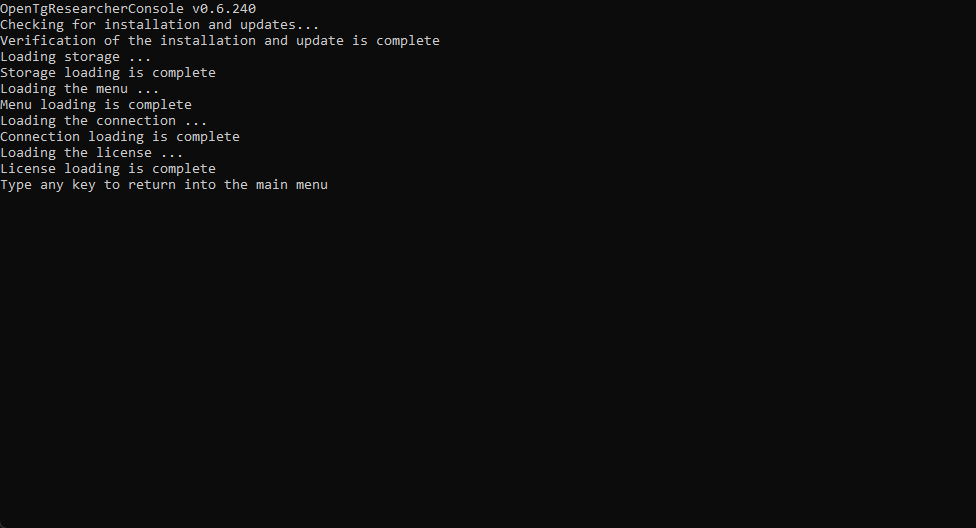 OpenTgResearcherConsole v0.6.240
Checking for installation and updates...
Verification of the installation and update is complete
Loading storage ...
Storage loading is complete
Loading the menu ...
Menu loading is complete
Loading the connection ...
Connection loading is complete
Loading the license ...
License loading is complete
Type any key to return into the main menu